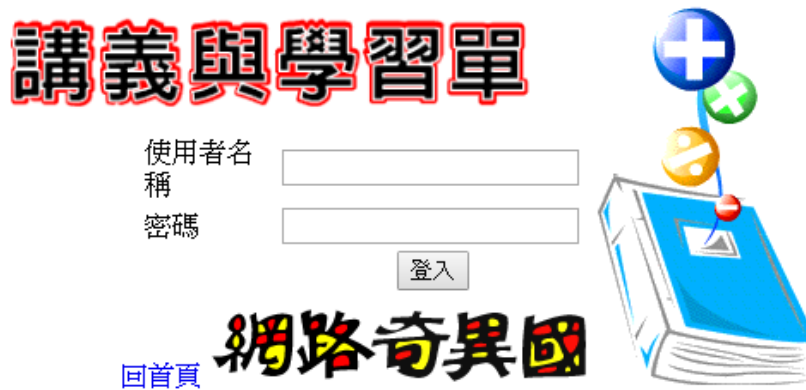 講義與學習單
使用者名
稱
密碼
登入
回首頁 網路奇異國